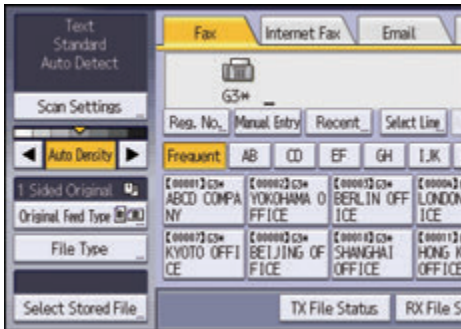 Text
Standard
Auto Detect
Scan Settings
Auto Density
1 Sided Original
Original Feed Type
File Type
Select Stored File
Fax Internet Fax Email
G3* _
Reg. No. Manual Entry Recent Select Line
Frequent AB CD EF GH IJK
[00001]G3* [00002]G3* [00003]G3* [00004]
ABCD COMPA YOKOHAMA O BERLIN OFF LONDON
NY FFICE ICE ICE
[00007]G3* [00008]G3* [00010]G3* [00011]
KYOTO OFFI BEIJING OF SHANGHAI HONG K
CE FICE OFFICE OFFICE
TX File Status RX File S